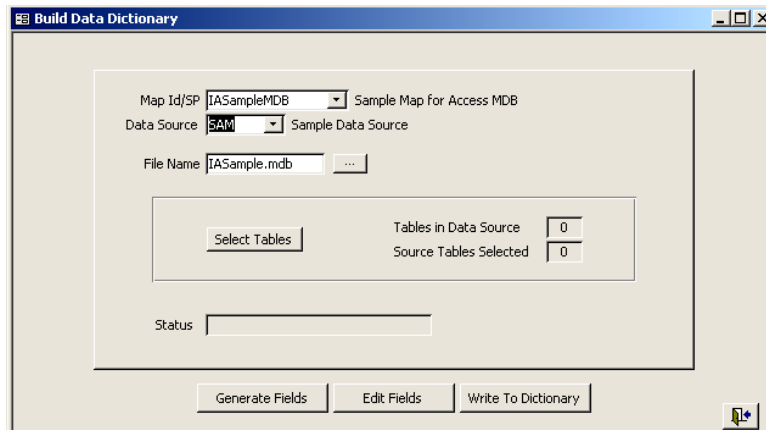 Build Data Dictionary
Map Id/SP IASampleMDB Sample Map for Access MDB
Data Source SAM Sample Data Source
File Name IASample.mdb ...
Select Tables
Tables in Data Source 0
Source Tables Selected 0
Status
Generate Fields Edit Fields Write To Dictionary